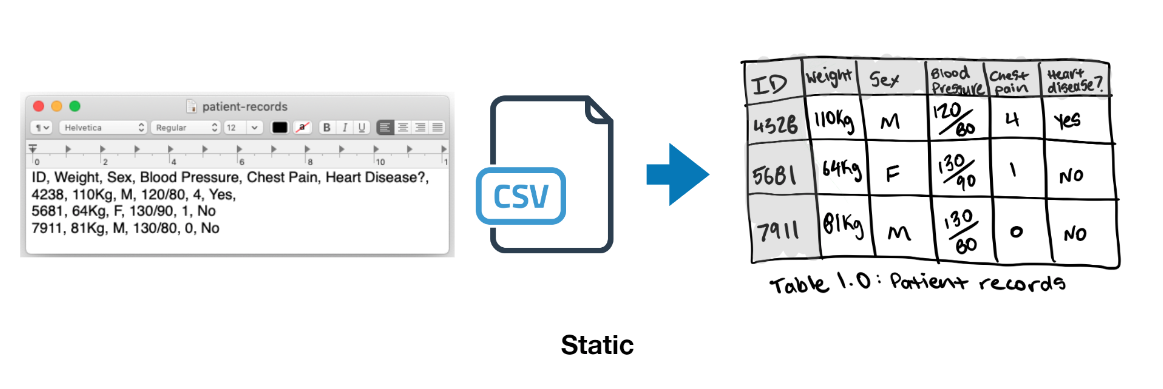 patient-records
Helvetica Regular 12 B I U
0 2 4 6 8 10 1
ID, Weight, Sex, Blood Pressure, Chest Pain, Heart Disease?,
4238, 110Kg, M, 120/80, 4, Yes,
5681, 64Kg, F, 130/90, 1, No
7911, 81Kg, M, 130/80, 0, No
CSV
ID Weight Sex Blood Pressure Chest pain Heart disease?
4328 110Kg M 120/80 4 Yes
5681 64Kg F 130/90 1 No
7911 81Kg M 130/80 0 No
Table 1.0: Patient records
Static